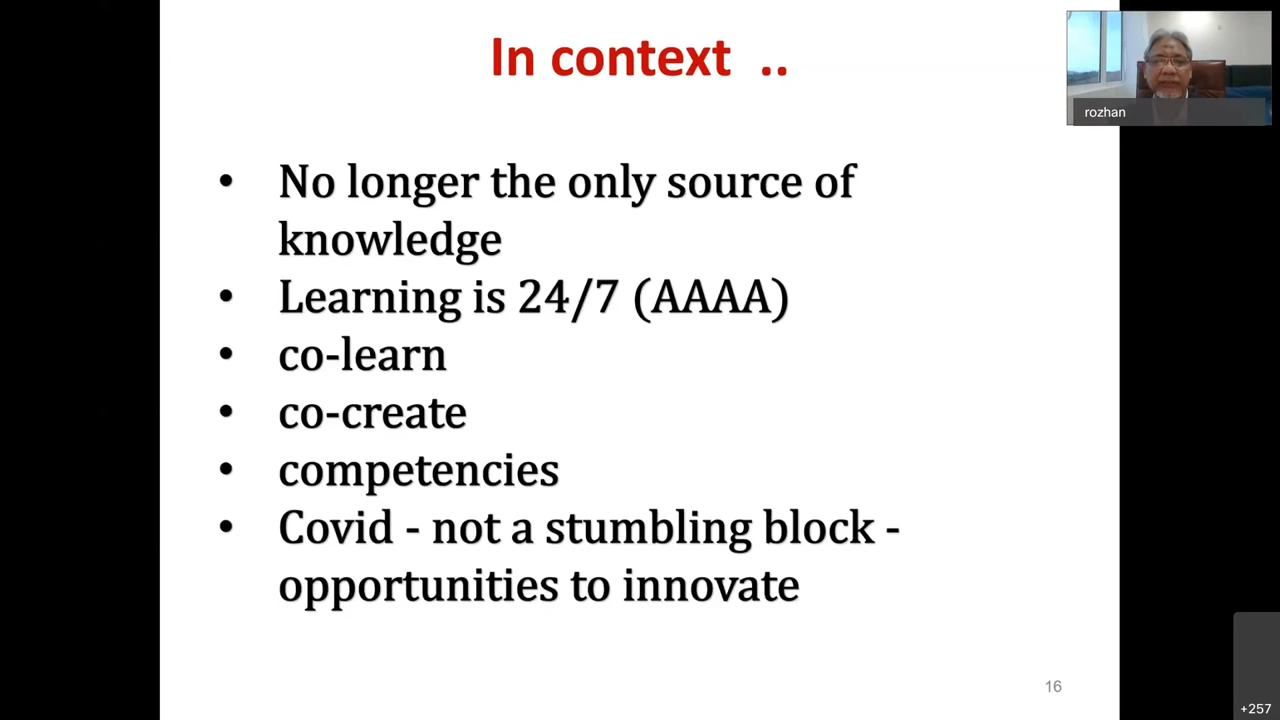 In context ..
rozhan
• No longer the only source of
knowledge
• Learning is 24/7 (AAAA)
• co-learn
• co-create
• competencies
• Covid - not a stumbling block -
opportunities to innovate
16
+257